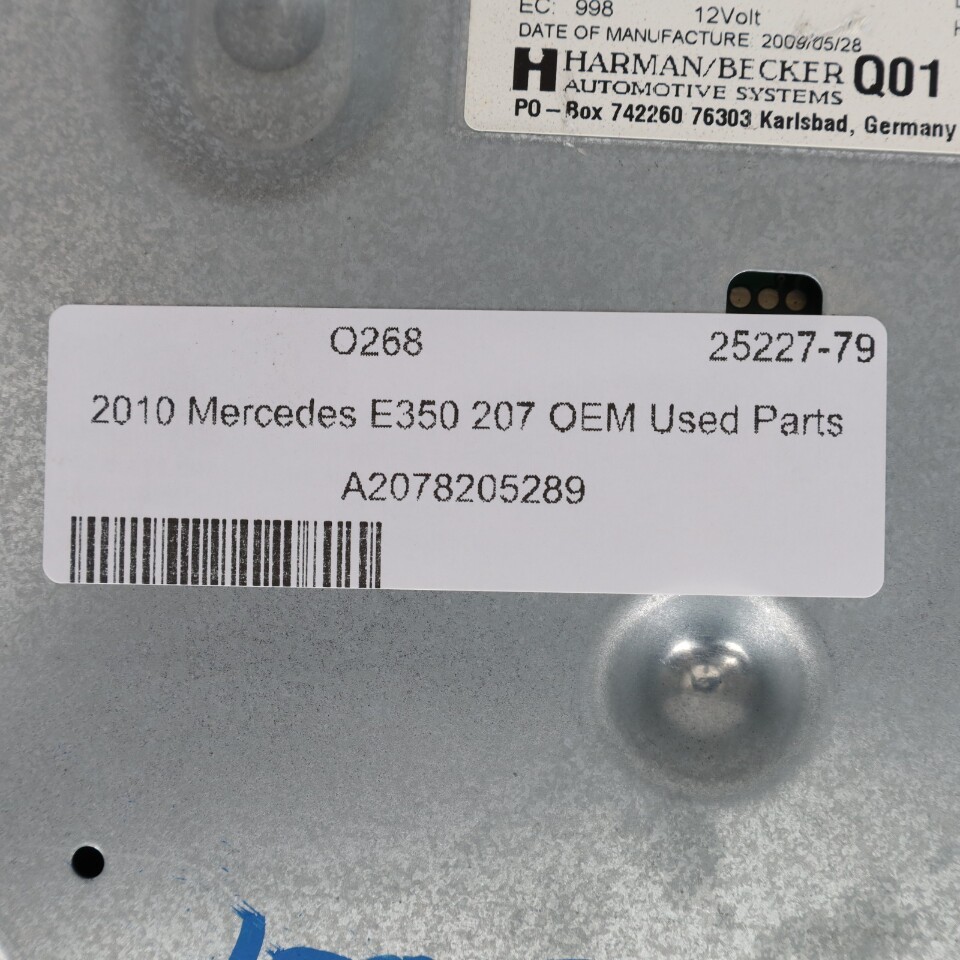 EC: 998 12Volt
DATE OF MANUFACTURE 2009/05/28
HARMAN/BECKER Q01
AUTOMOTIVE SYSTEMS
PO-Box 742260 76303 Karlsbad, Germany
O268 25227-79
2010 Mercedes E350 207 OEM Used Parts
A2078205289